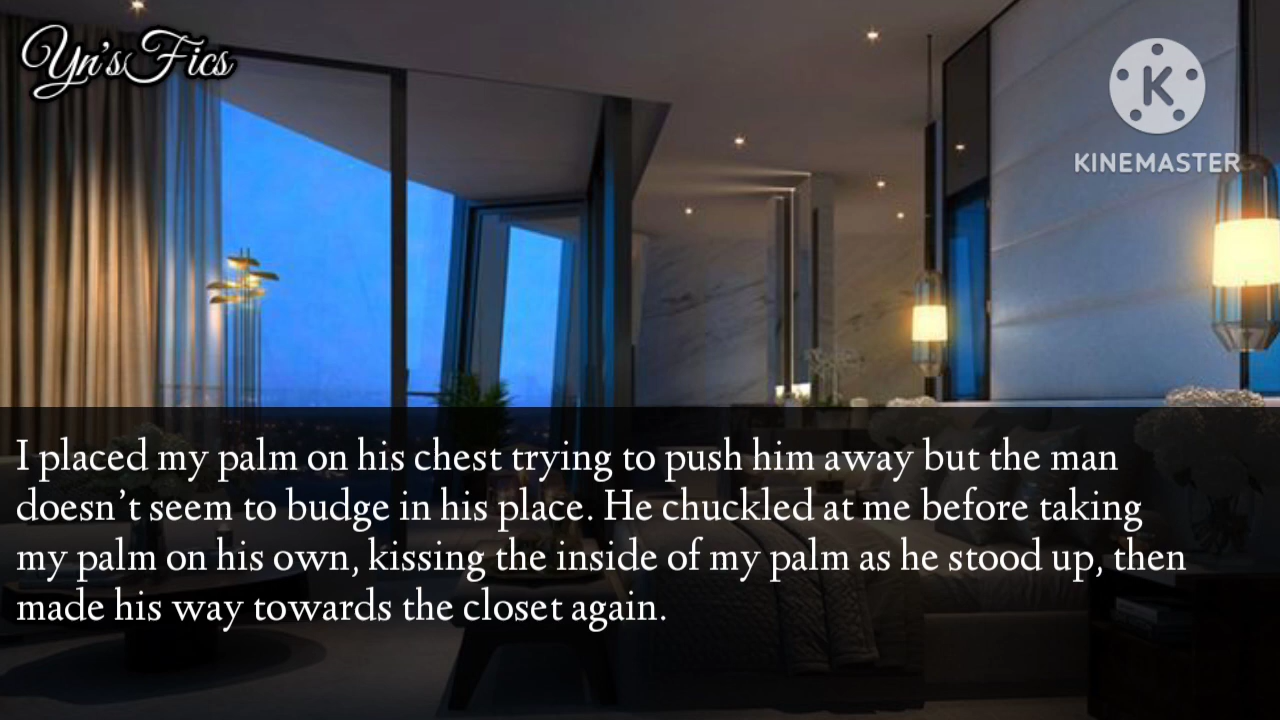 Yn'sFics
K
KINEMASTER
I placed my palm on his chest trying to push him away but the man
doesn't seem to budge in his place. He chuckled at me before taking
my palm on his own, kissing the inside of my palm as he stood up, then
made his way towards the closet again.